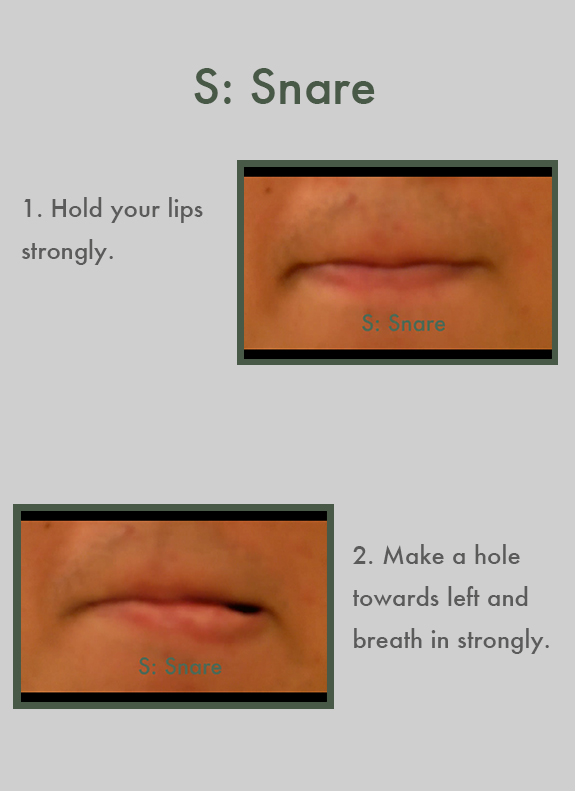 S: Snare
1. Hold your lips
strongly.
S: Snare
2. Make a hole
towards left and
breath in strongly.
S: Snare